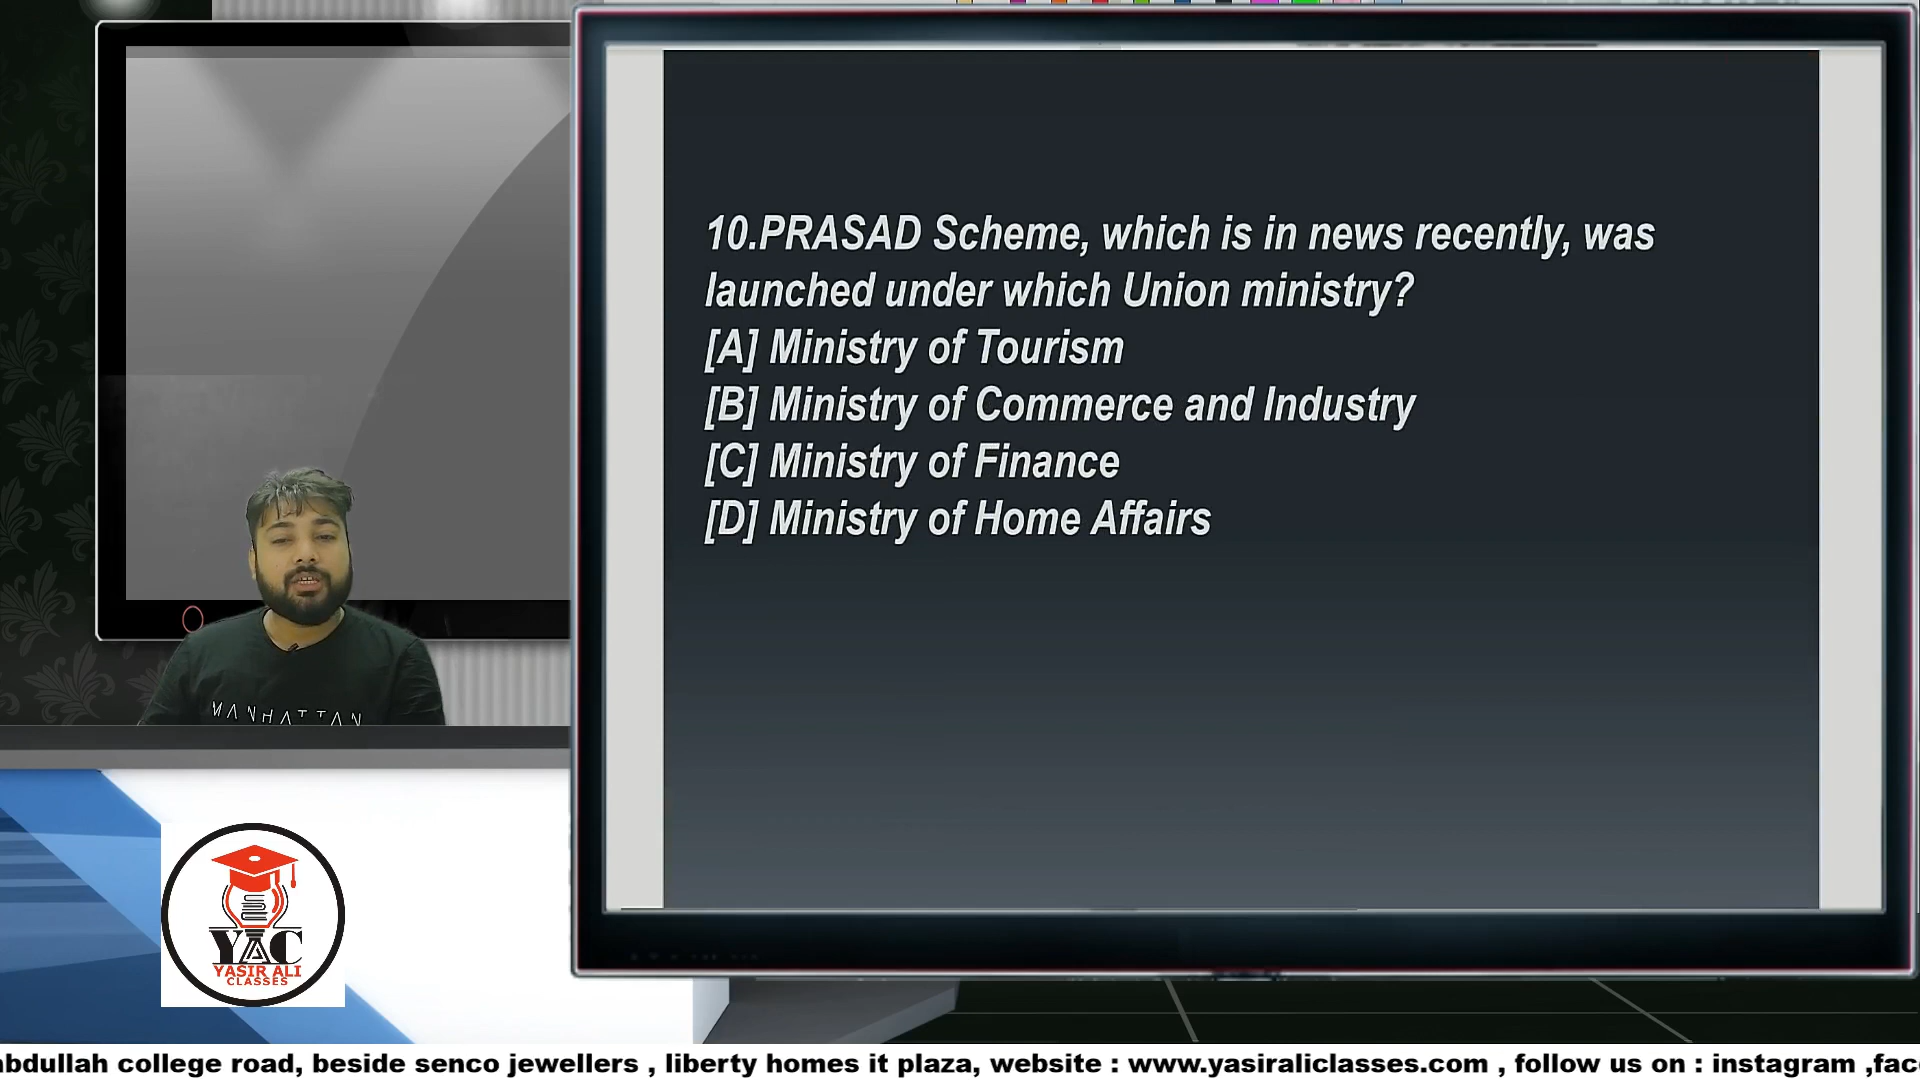 10.PRASAD Scheme, which is in news recently, was
launched under which Union ministry?
[A] Ministry of Tourism
[B] Ministry of Commerce and Industry
[C] Ministry of Finance
[D] Ministry of Home Affairs
MANHATTAN
YAC
YASIR ALI
CLASSES
abdullah college road, beside senco jewellers , liberty homes it plaza, website : www.yasiraliclasses.com , follow us on : instagram ,fac